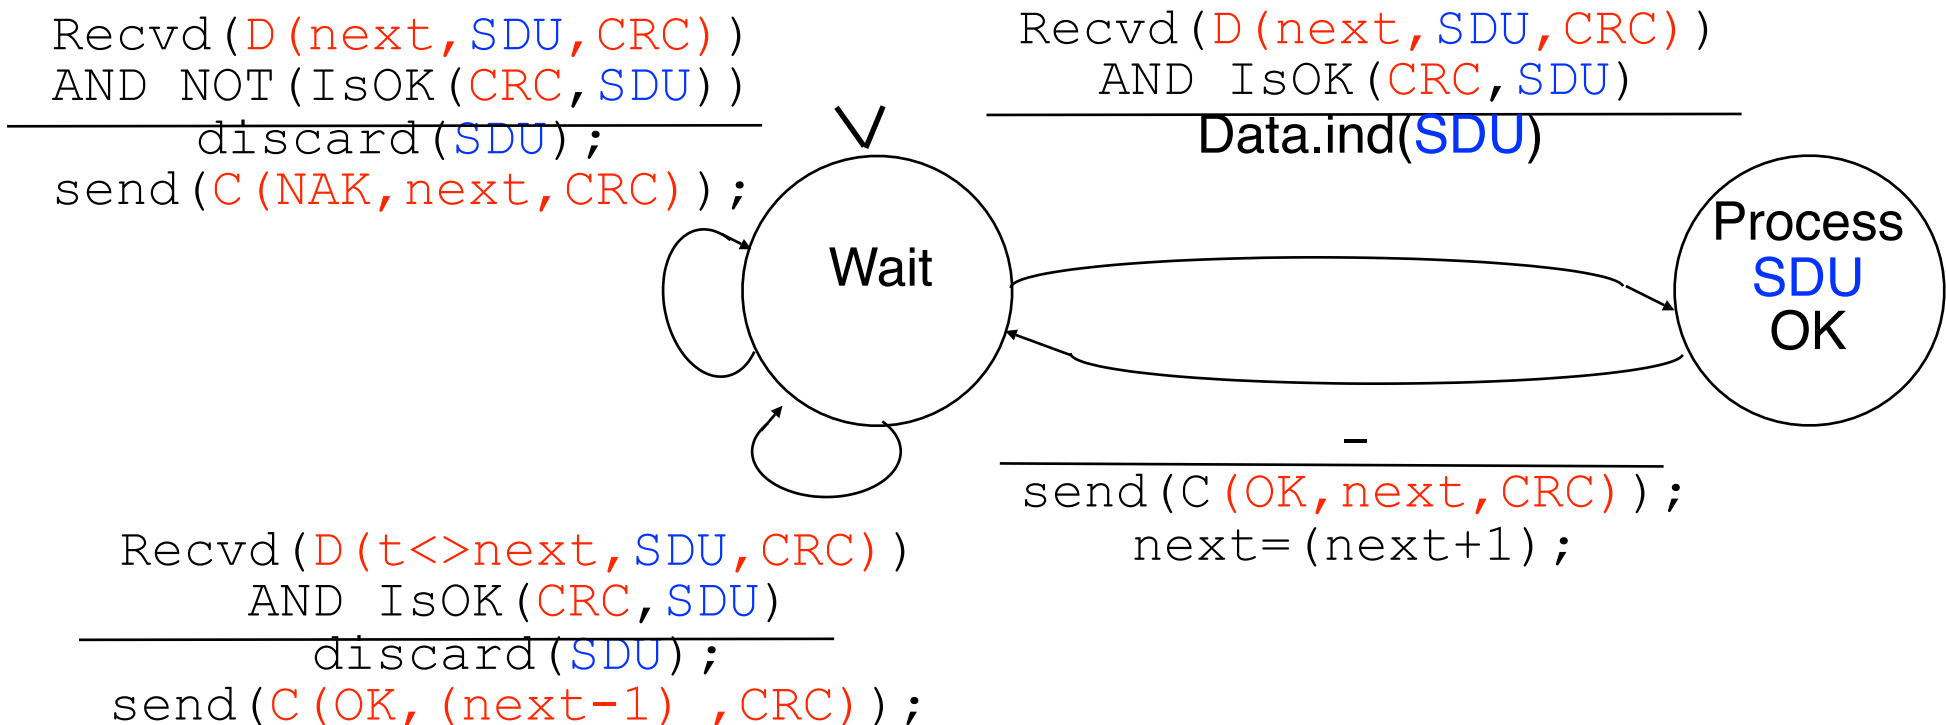 Recvd(D(next,SDU,CRC))
AND NOT(IsOK(CRC,SDU))
discard(SDU);
send(C(NAK,next,CRC));
Recvd(D(next,SDU,CRC))
AND IsOK(CRC,SDU)
Data.ind(SDU)
Wait
Process
SDU
OK
-
send(C(OK,next,CRC));
next=(next+1);
Recvd(D(t<>next,SDU,CRC))
AND IsOK(CRC,SDU)
discard(SDU);
send(C(OK,(next-1) ,CRC));